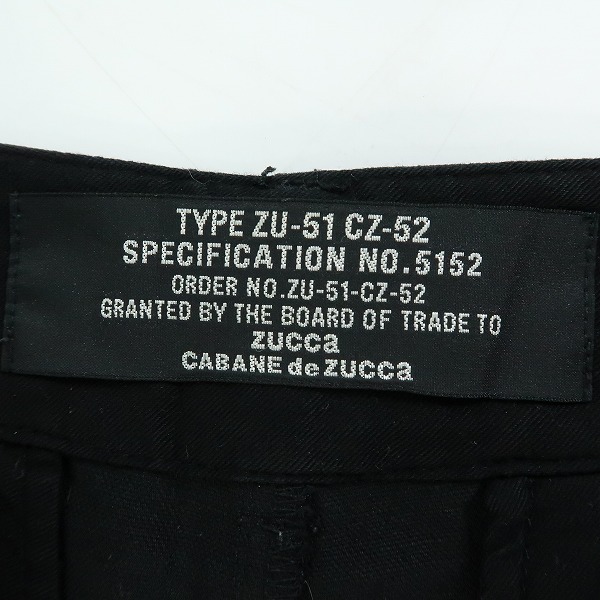 TYPE ZU-51 CZ-52
SPECIFICATION NO.5152
ORDER NO.ZU-51-CZ-52
GRANTED BY THE BOARD OF TRADE TO
zucca
CABANE de zucca